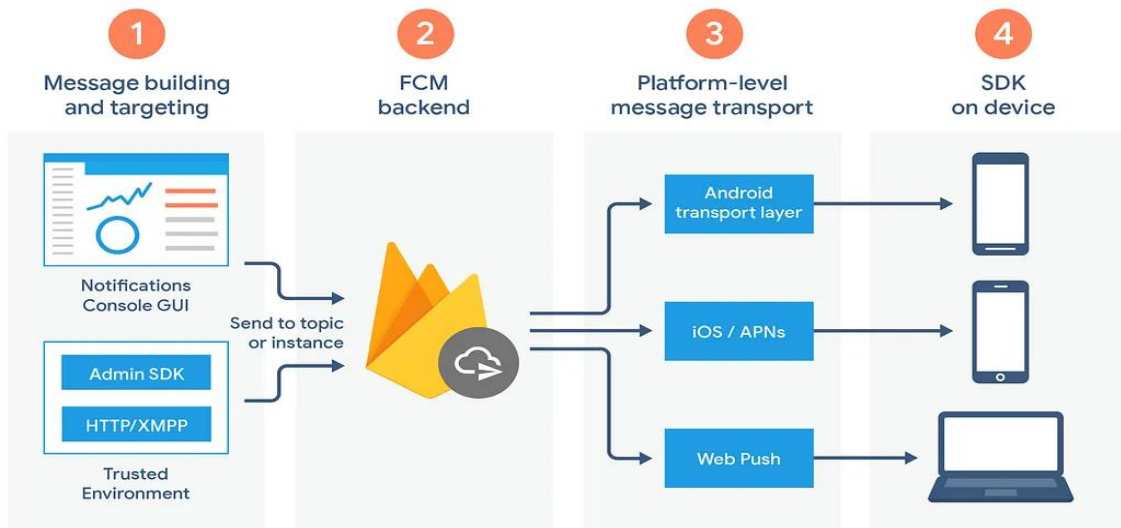 1
Message building
and targeting
2
FCM
backend
3
Platform-level
message transport
4
SDK
on device
Notifications
Console GUI
Send to topic
or instance
Admin SDK
HTTP/XMPP
Trusted
Environment
Android
transport layer
iOS / APNs
Web Push